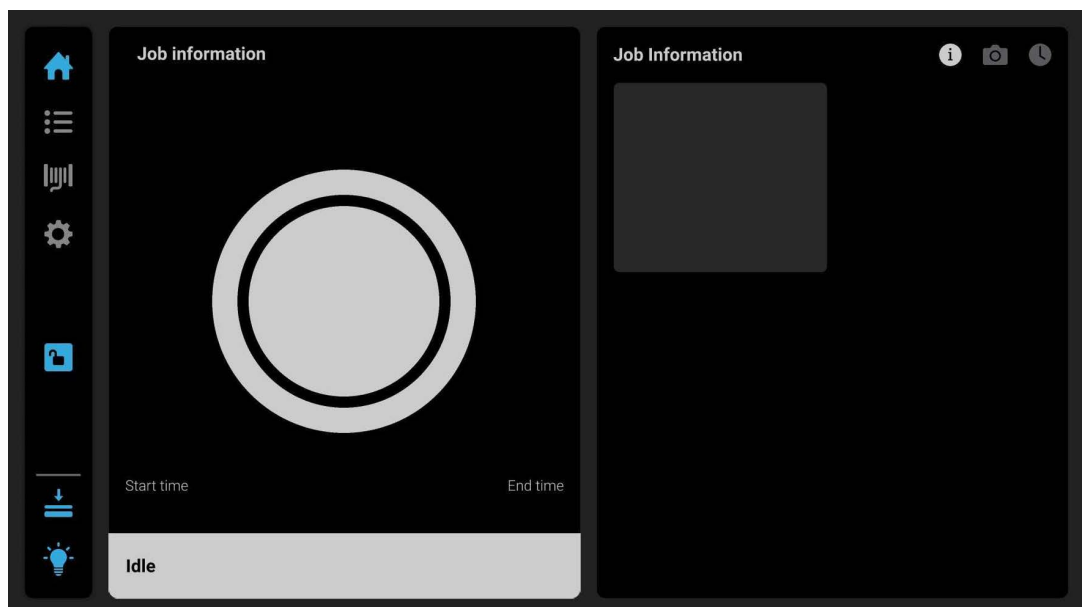 Job information
Start time
End time
Idle
Job Information